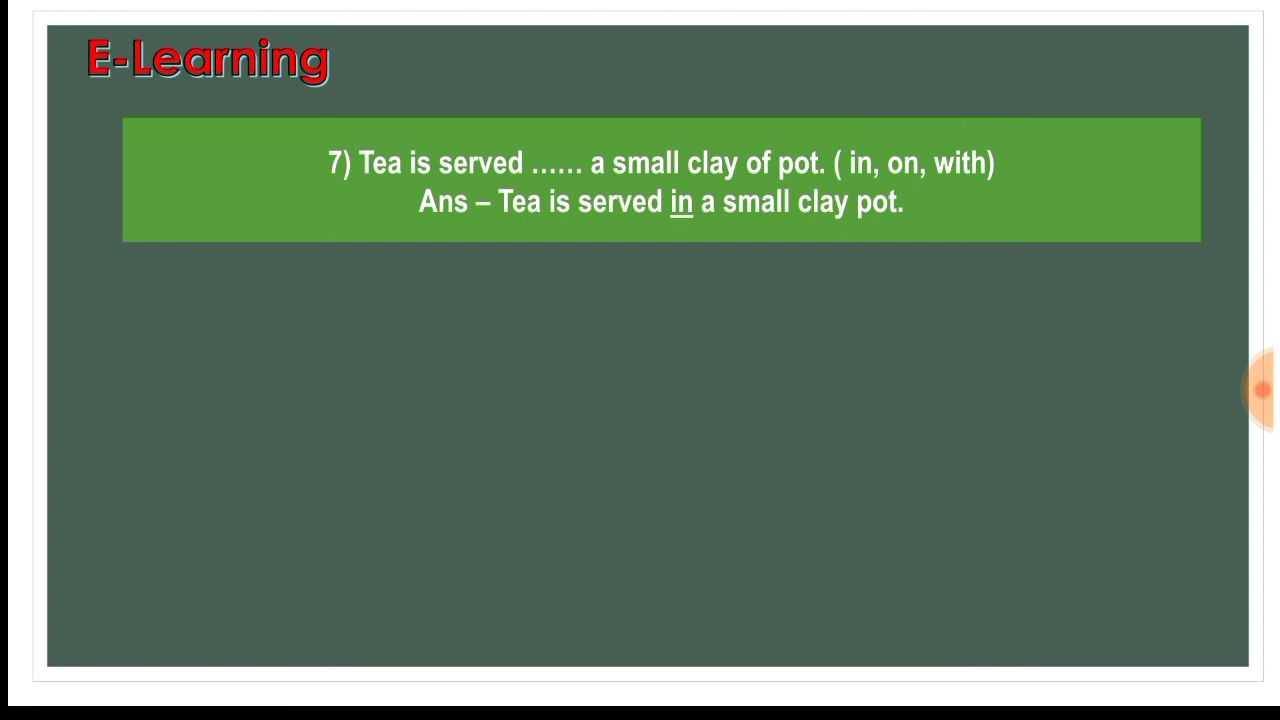 E-Learning
7) Tea is served …… a small clay of pot. ( in, on, with)
Ans – Tea is served in a small clay pot.